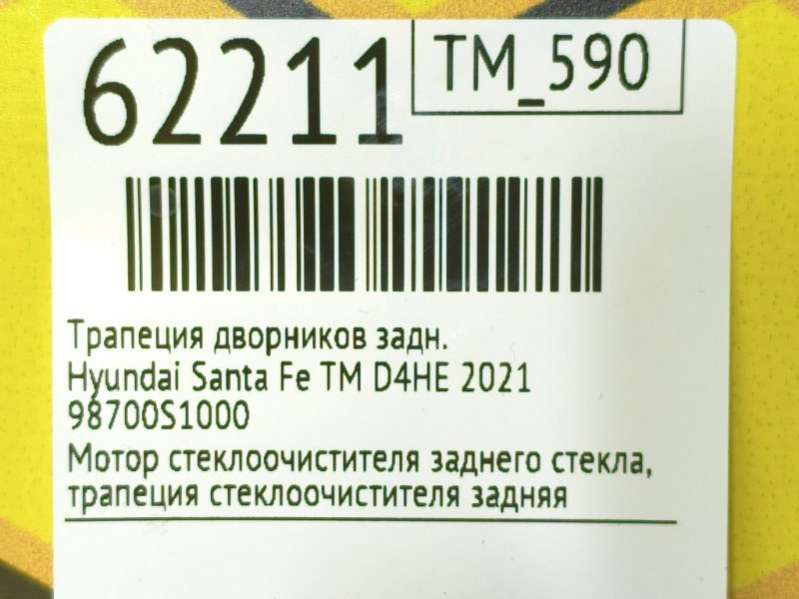 62211
TM_590
Трапеция дворников задн.
Hyundai Santa Fe TM D4HE 2021
98700S1000
Мотор стеклоочистителя заднего стекла,
трапеция стеклоочистителя задняя